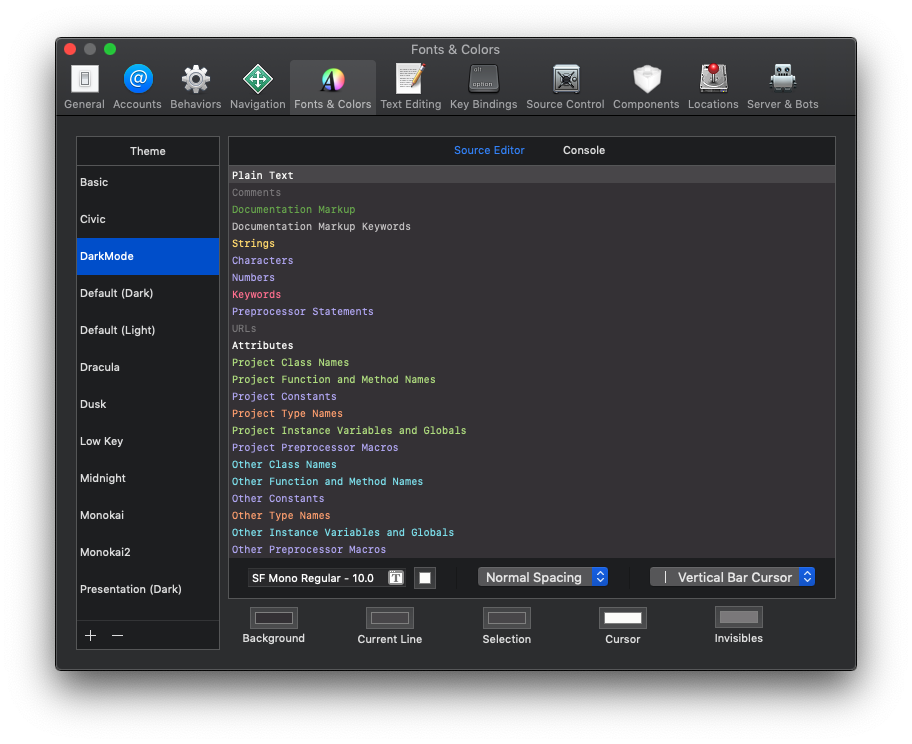 Fonts & Colors
General Accounts Behaviors Navigation Fonts & Colors Text Editing Key Bindings Source Control Components Locations Server & Bots
Theme
Basic
Civic
DarkMode
Default (Dark)
Default (Light)
Dracula
Dusk
Low Key
Midnight
Monokai
Monokai2
Presentation (Dark)
Source Editor Console
Plain Text
Comments
Documentation Markup
Documentation Markup Keywords
Strings
Characters
Numbers
Keywords
Preprocessor Statements
URLs
Attributes
Project Class Names
Project Function and Method Names
Project Constants
Project Type Names
Project Instance Variables and Globals
Project Preprocessor Macros
Other Class Names
Other Function and Method Names
Other Constants
Other Type Names
Other Instance Variables and Globals
Other Preprocessor Macros
SF Mono Regular - 10.0 T Normal Spacing Vertical Bar Cursor
Background Current Line Selection Cursor Invisibles